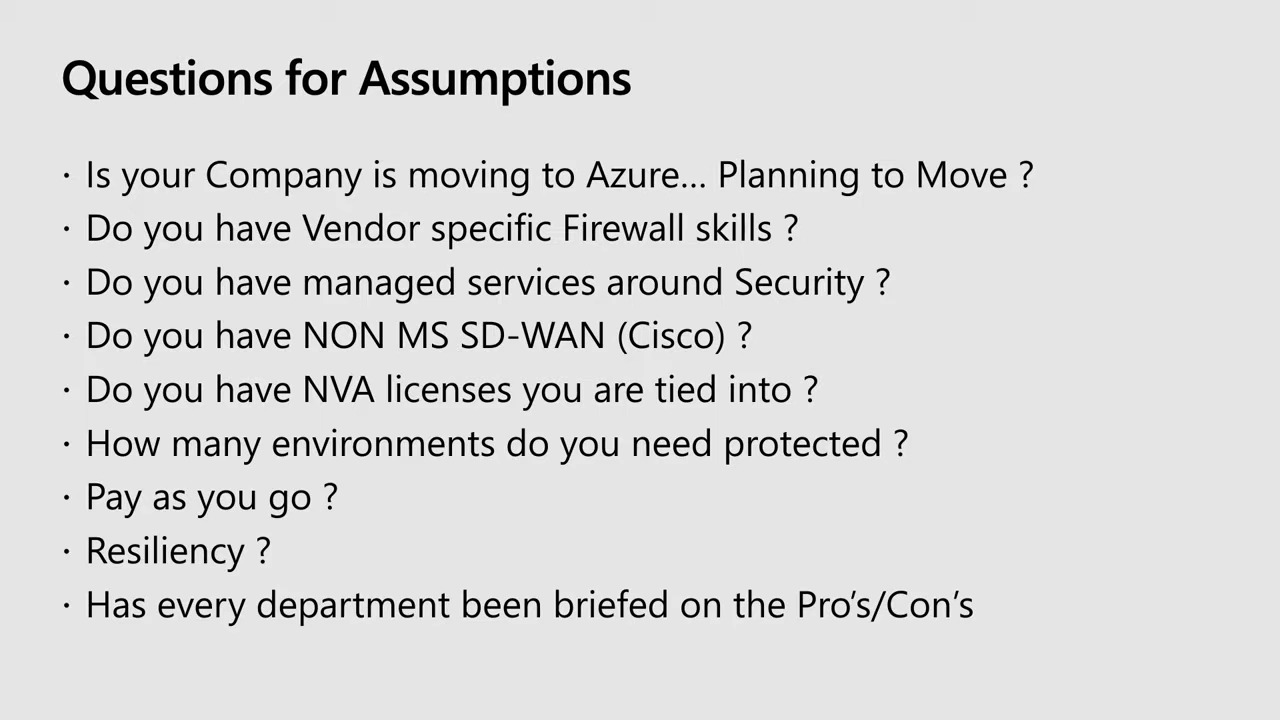 Questions for Assumptions
· Is your Company is moving to Azure... Planning to Move ?
· Do you have Vendor specific Firewall skills ?
· Do you have managed services around Security ?
· Do you have NON MS SD-WAN (Cisco) ?
· Do you have NVA licenses you are tied into ?
· How many environments do you need protected ?
· Pay as you go ?
· Resiliency ?
· Has every department been briefed on the Pro’s/Con’s